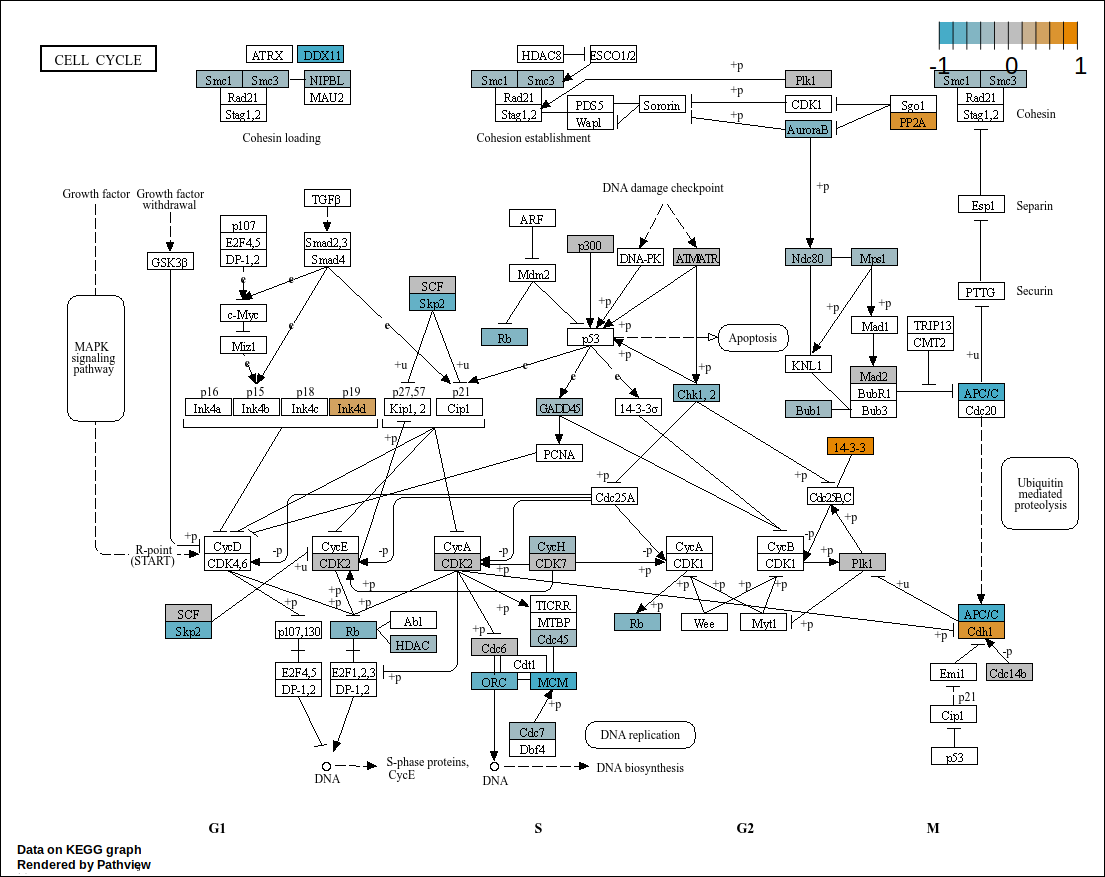 CELL CYCLE
ATRX
DDX11
Smc1
Smc3
NIPBL
Rad21
MAU2
Stag1,2
Cohesin loading
HDAC8
ESCO1/2
Smc1
Smc3
Rad21
Stag1,2
PDS5
Wapl
Sororin
Cohesion establishment
+p
Plk1
+p
CDK1
+p
AuroraB
Sgo1
PP2A
-1
0
1
Smc1
Smc3
Rad21
Stag1,2
Cohesin
Growth factor
Growth factor
withdrawal
GSK3β
p107
E2F4,5
DP-1,2
TGFβ
Smad2,3
Smad4
e
c-Myc
Miz1
e
e
e
SCF
Skp2
ARF
Mdm2
Rb
p300
DNA damage checkpoint
DNA-PK
ATM/ATR
+p
+p
p53
+p
Apoptosis
+p
+p
Ndc80
Mps1
+p
+p
Mad1
KNL1
TRIP13
CMT2
Esp1
Separin
PTTG
Securin
+u
MAPK
signaling
pathway
p16
p15
p18
p19
Ink4a
Ink4b
Ink4c
Ink4d
+u
+u
p27,57
p21
Kip1, 2
Cip1
e
e
e
GADD45
14-3-3σ
Chk1, 2
Mad2
BubR1
Bub3
Bub1
APC/C
Cdc20
+p
PCNA
14-3-3
+p
Cdc25A
+p
Cdc25B,C
+p
Ubiquitin
mediated
proteolysis
R-point
(START)
+p
CycD
CDK4,6
-p
CycE
CDK2
-p
CycA
CDK2
-p
+p
CycH
CDK7
-p
+p
CycA
CDK1
CycB
CDK1
-p
+p
Plk1
+u
SCF
Skp2
+u
+p
+p
+p
+p
p107,130
Rb
Abl
HDAC
+p
E2F4,5
DP-1,2
E2F1,2,3
DP-1,2
+p
+p
TICRR
MTBP
Cdc45
Cdc6
Cdt1
ORC
MCM
+p
Cdc7
Dbf4
Rb
+p
Wee
+p
+p
Myt1
+p
APC/C
Cdh1
+p
-p
Emi1
Cdc14b
p21
Cip1
p53
DNA
S-phase proteins,
CycE
DNA
DNA replication
DNA biosynthesis
G1
S
G2
M
Data on KEGG graph
Rendered by Pathview